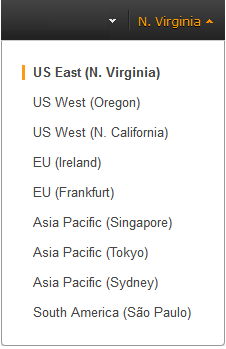 N. Virginia
US East (N. Virginia)
US West (Oregon)
US West (N. California)
EU (Ireland)
EU (Frankfurt)
Asia Pacific (Singapore)
Asia Pacific (Tokyo)
Asia Pacific (Sydney)
South America (São Paulo)